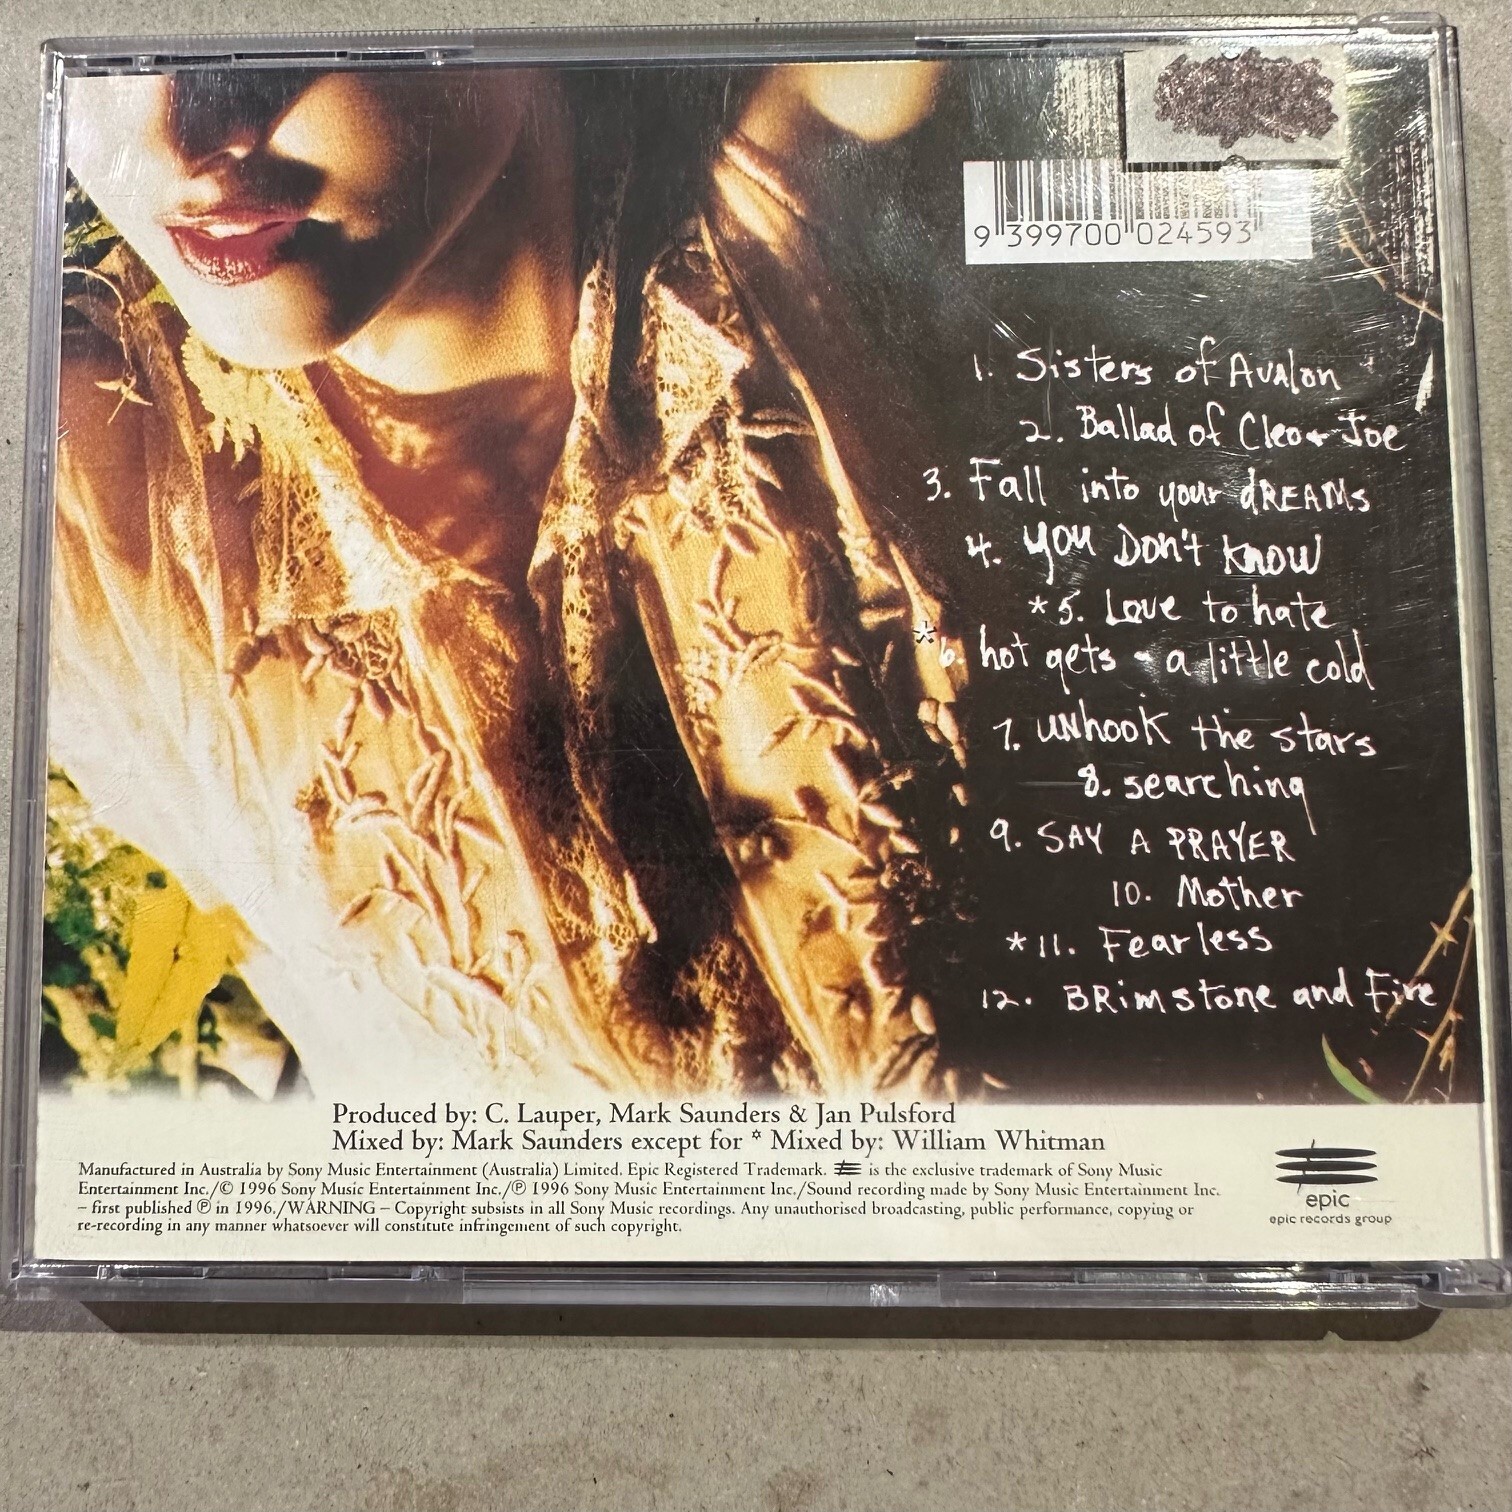 9 399700 024593
1. Sisters of Avalon
2. Ballad of Cleo + Joe
3. Fall into your dREAMs
4. you Don't know
*5. Love to hate
*6. hot gets - a little cold
7. unhook the stars
8. searching
9. SAY A PRAYER
10. Mother
*11. Fearless
12. BRimstone and Fire
Produced by: C. Lauper, Mark Saunders & Jan Pulsford
Mixed by: Mark Saunders except for * Mixed by: William Whitman
Manufactured in Australia by Sony Music Entertainment (Australia) Limited. Epic Registered Trademark. is the exclusive trademark of Sony Music
Entertainment Inc./© 1996 Sony Music Entertainment Inc./℗ 1996 Sony Music Entertainment Inc./Sound recording made by Sony Music Entertainment Inc.
– first published ℗ in 1996./WARNING – Copyright subsists in all Sony Music recordings. Any unauthorised broadcasting, public performance, copying or
re-recording in any manner whatsoever will constitute infringement of such copyright.
epic
epic records group